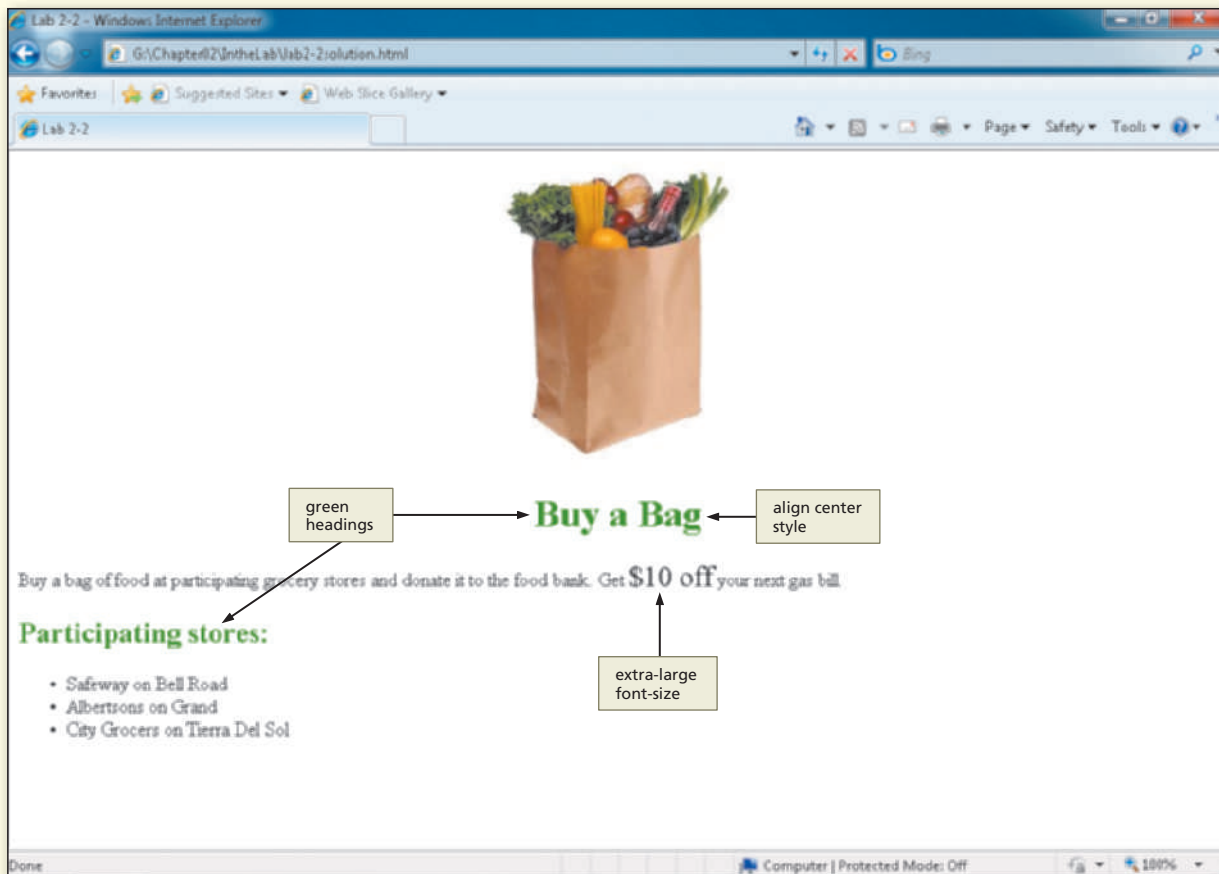 Lab 2-2 - Windows Internet Explorer
G:\Chapter02\IntheLab\lab2-2solution.html
Bing
Favorites Suggested Sites Web Slice Gallery
Lab 2-2 Page Safety Tools
green
headings
Buy a Bag
align center
style
Buy a bag of food at participating grocery stores and donate it to the food bank. Get $10 off your next gas bill.
Participating stores:
extra-large
font-size
• Safeway on Bell Road
• Albertsons on Grand
• City Grocers on Tierra Del Sol
Done Computer | Protected Mode: Off 100%